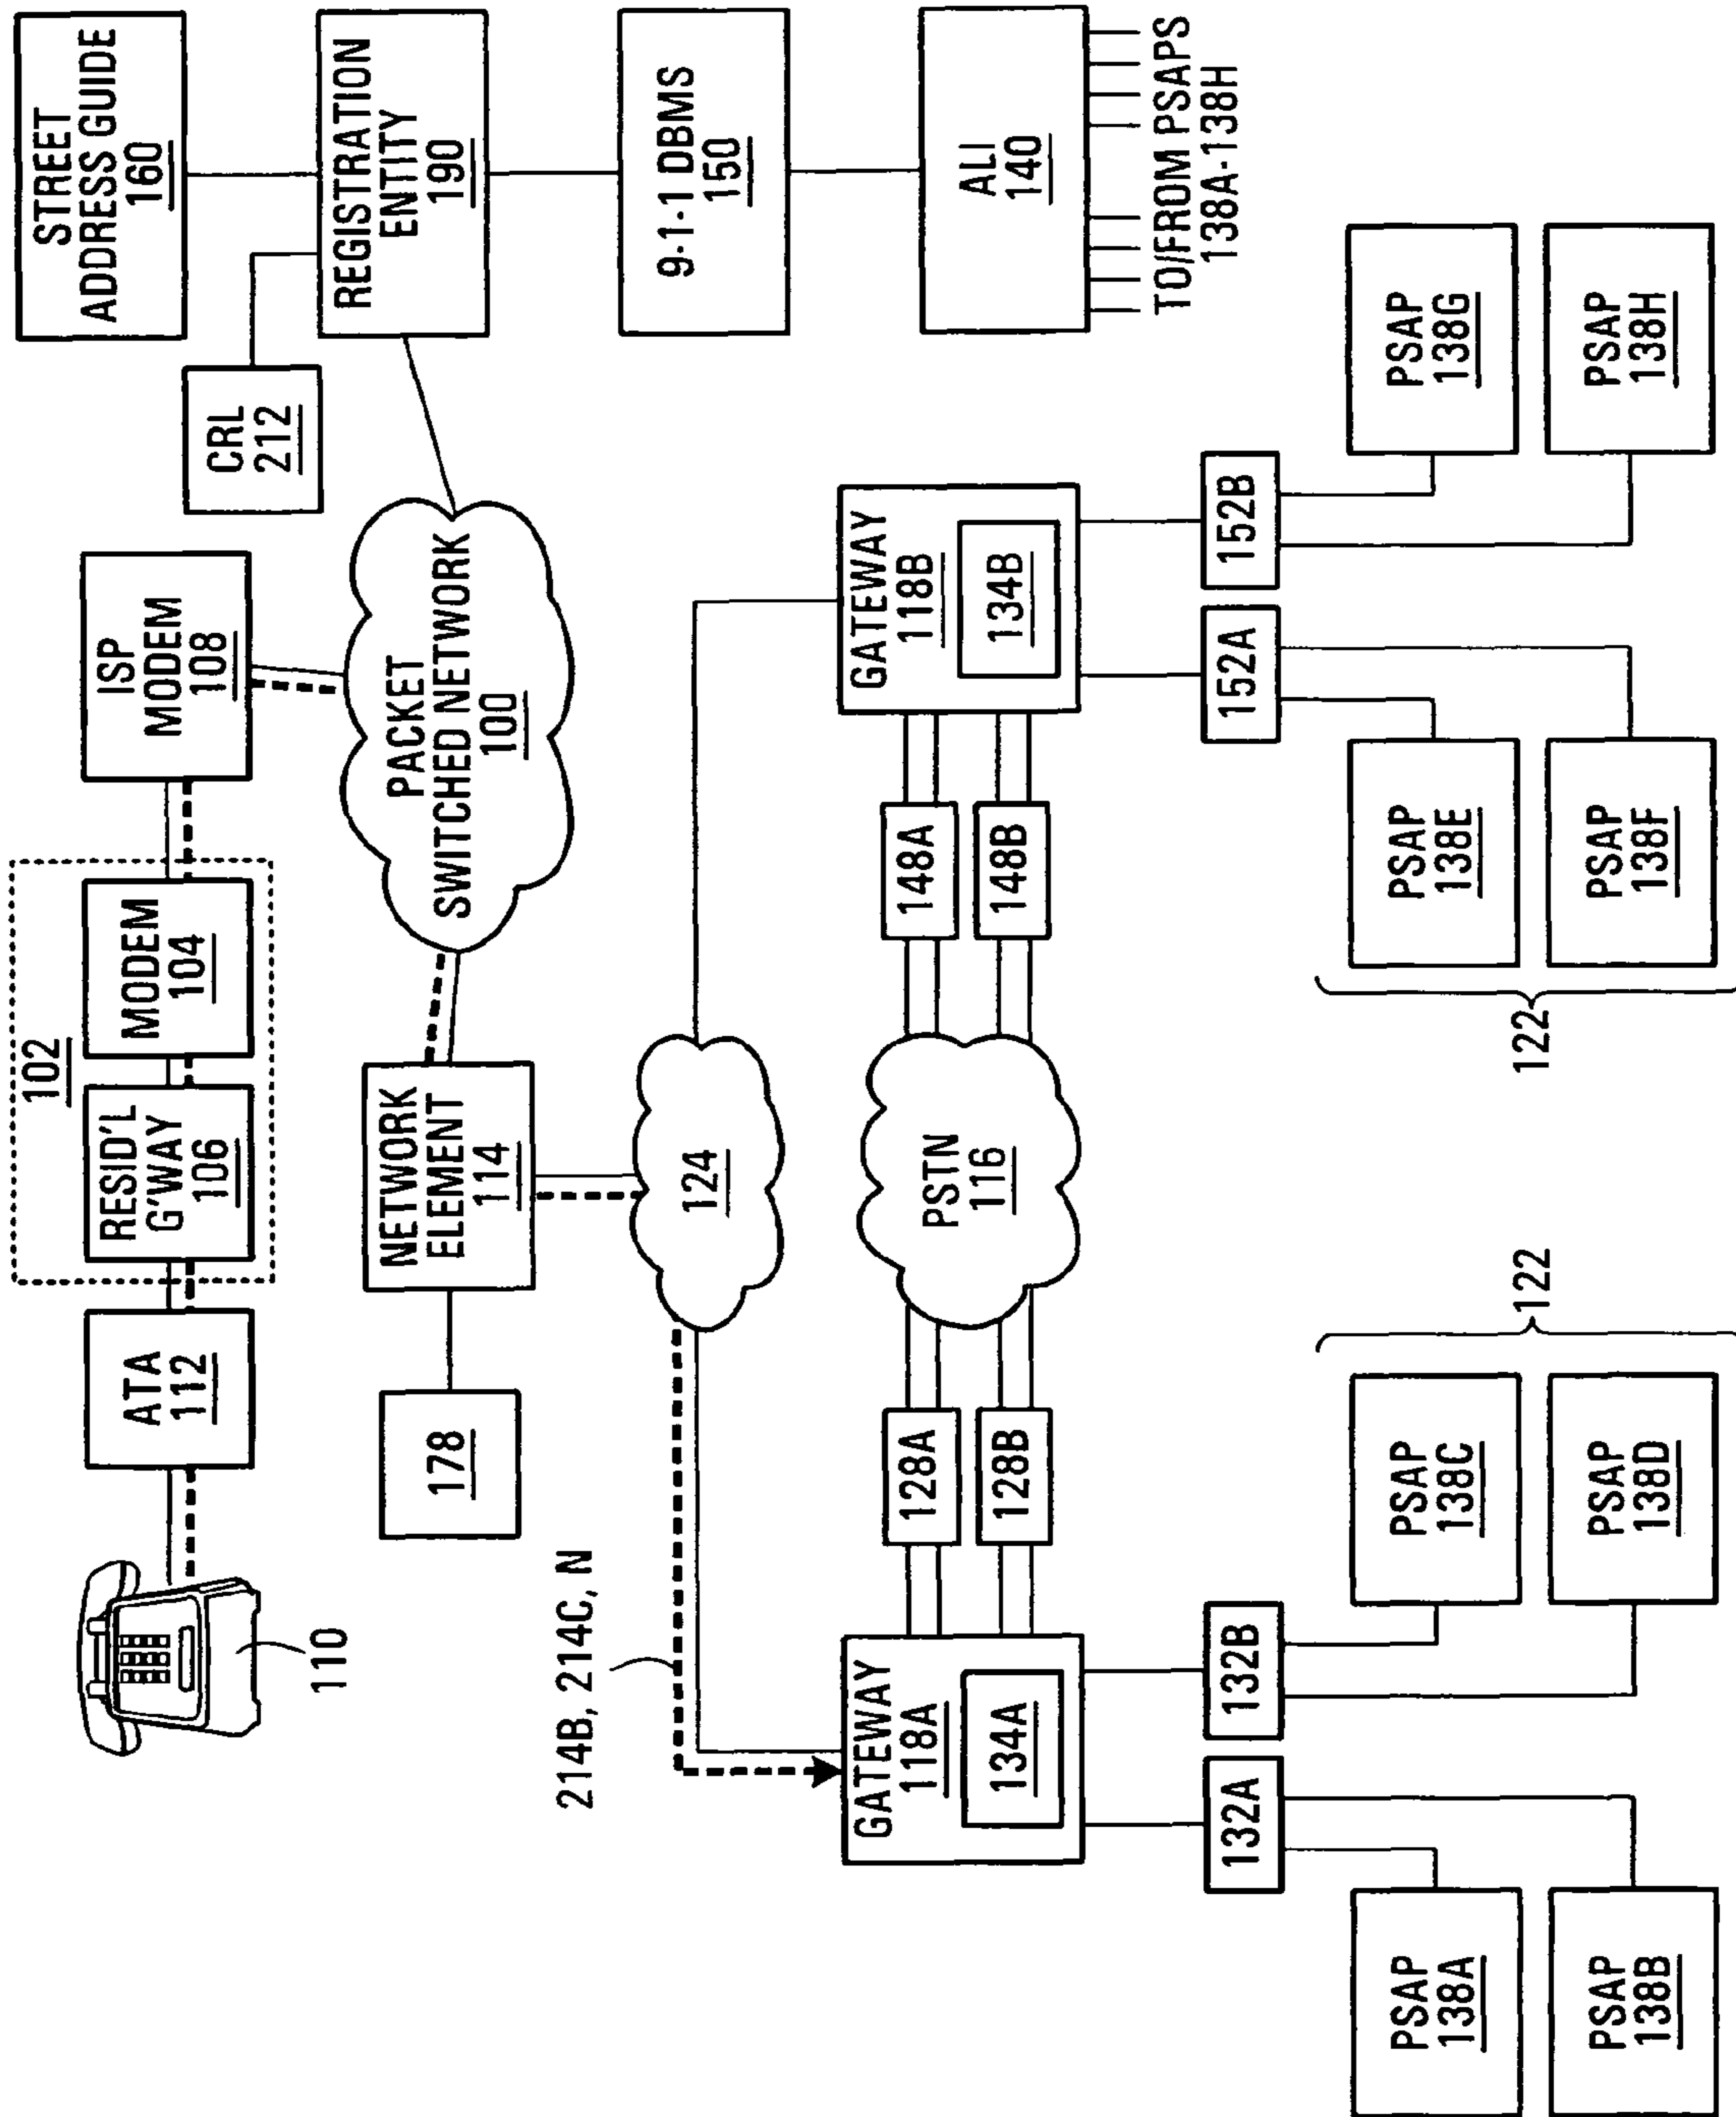 102
ATA
112
RESID'L
G'WAY
106
MODEM
104
ISP
MODEM
108
STREET
ADDRESS GUIDE
160
110
CRL
212
REGISTRATION
ENTITY
190
178
NETWORK
ELEMENT
114
PACKET
SWITCHED NETWORK
100
9-1-1 DBMS
150
214B, 214C, N
124
ALI
140
TO/FROM PSAPS
138A-138H
GATEWAY
118A
134A
128A
128B
PSTN
116
148A
148B
GATEWAY
118B
134B
132A
132B
152A
152B
122
122
PSAP
138A
PSAP
138C
PSAP
138E
PSAP
138G
PSAP
138B
PSAP
138D
PSAP
138F
PSAP
138H